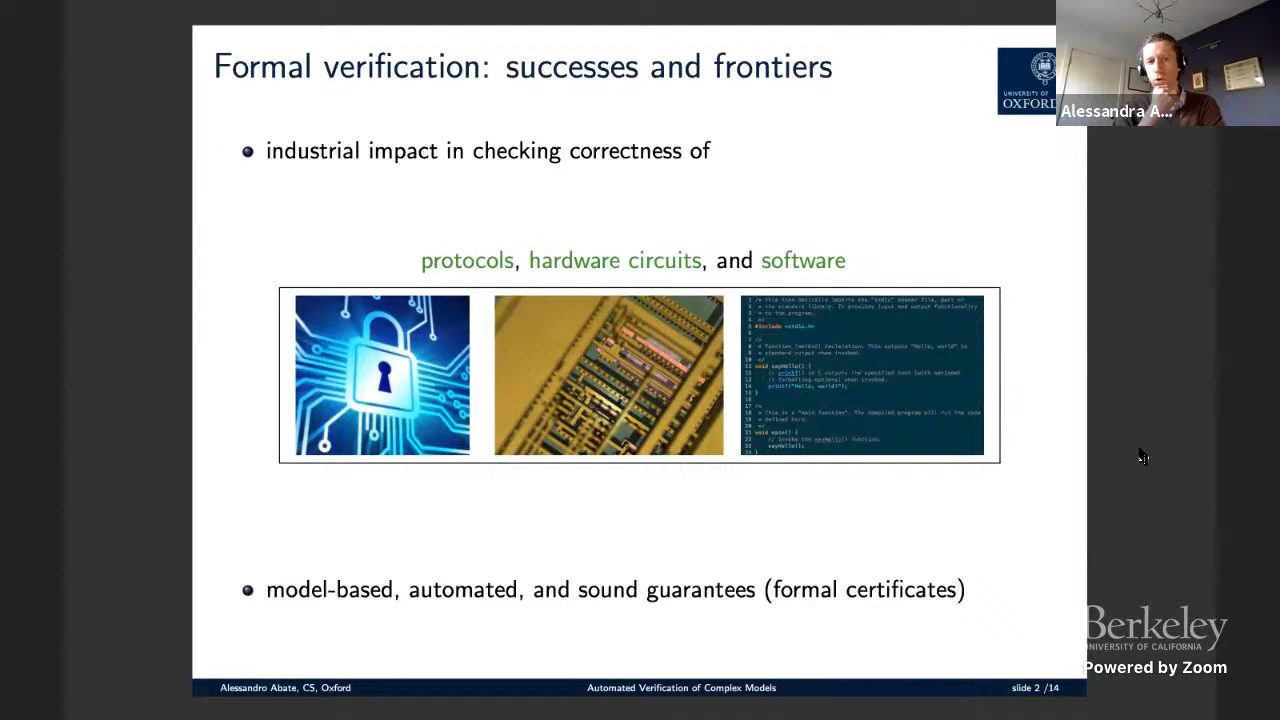 Formal verification: successes and frontiers
UNIVERSITY OF
OXFORD
Alessandra A...
industrial impact in checking correctness of
protocols, hardware circuits, and software
#include <stdio.h>
void sayHello() {
printf("Hello, world!");
}
void main() {
sayHello();
}
model-based, automated, and sound guarantees (formal certificates)
Berkeley
UNIVERSITY OF CALIFORNIA
Powered by Zoom
Alessandro Abate, CS, Oxford
Automated Verification of Complex Models
slide 2 /14